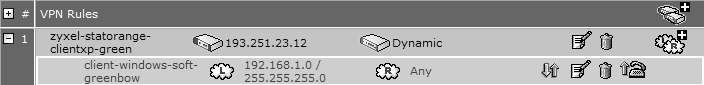 # VPN Rules
1 zyxel-statorange-clientxp-green 193.251.23.12 Dynamic
client-windows-soft-greenbow L 192.168.1.0 / 255.255.255.0 R Any
R